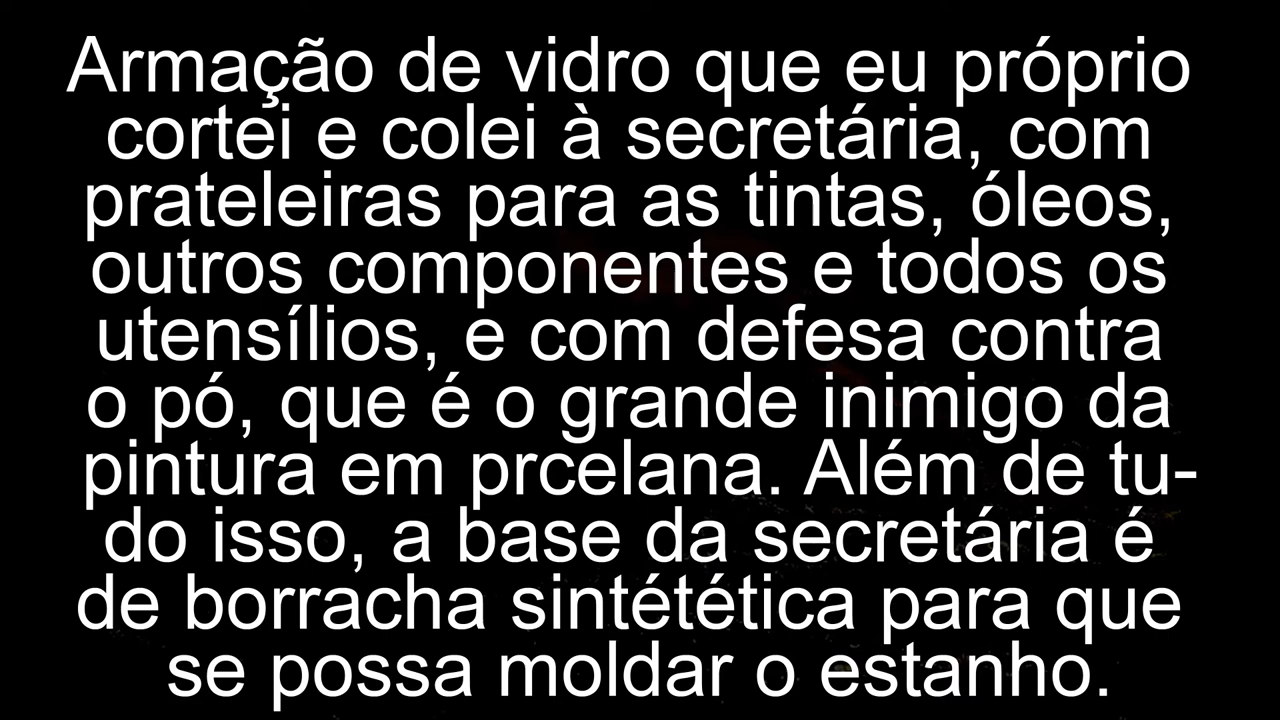 Armação de vidro que eu próprio
cortei e colei à secretária, com
prateleiras para as tintas, óleos,
outros componentes e todos os
utensílios, e com defesa contra
o pó, que é o grande inimigo da
pintura em prcelana. Além de tu-
do isso, a base da secretária é
de borracha sintétética para que
se possa moldar o estanho.